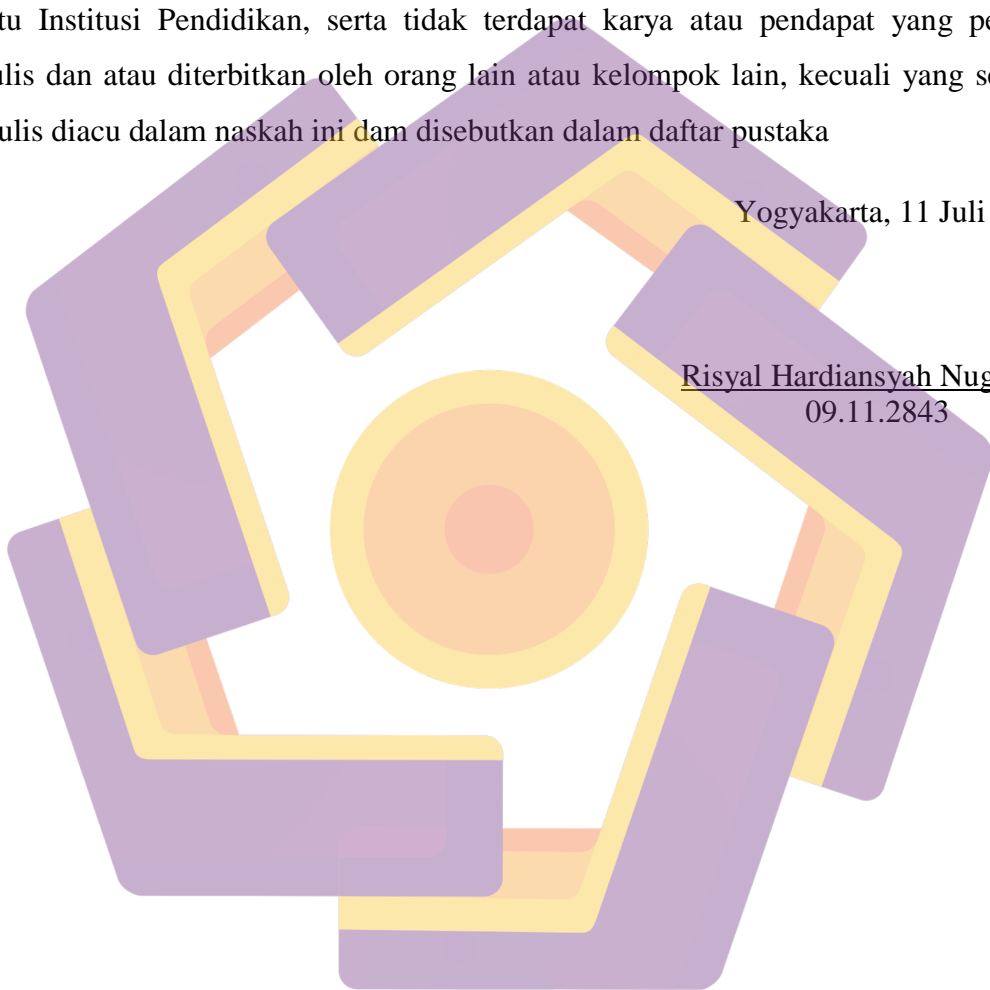 tu Institusi Pendidikan, serta tidak terdapat karya atau pendapat yang pe
ulis dan atau diterbitkan oleh orang lain atau kelompok lain, kecuali yang se
ulis diacu dalam naskah ini dam disebutkan dalam daftar pustaka
Yogyakarta, 11 Juli
Risyal Hardiansyah Nug
09.11.2843